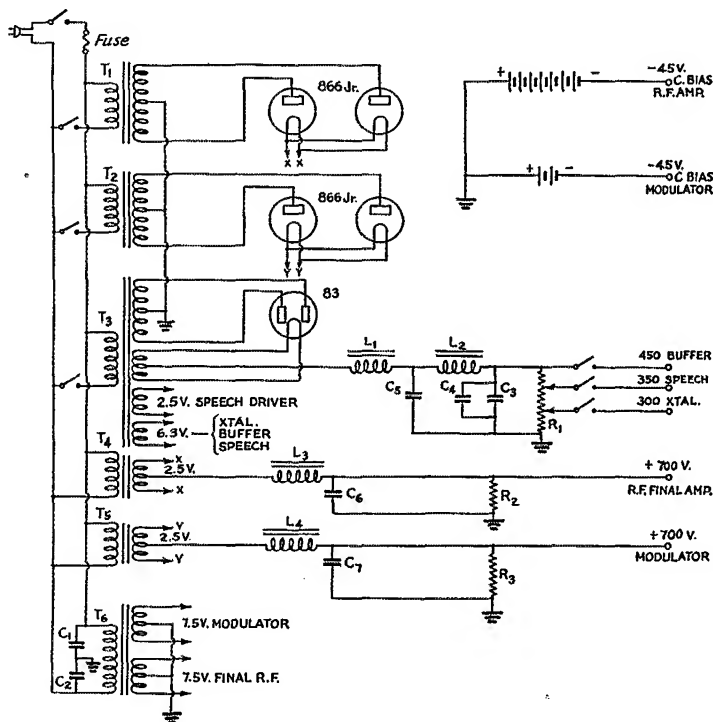 Fuse
T1
866 Jr.
X X
+ -
-45V.
C. BIAS
R.F. AMP.
T2
866 Jr.
Y Y
+ -
-45V.
C BIAS
MODULATOR
T3
83
L1
L2
C5
C4
C3
R1
450 BUFFER
350 SPEECH
300 XTAL.
2.5V. SPEECH DRIVER
6.3V.
XTAL.
BUFFER
SPEECH
T4
X
2.5V.
X
L3
C6
R2
+700 V.
R.F. FINAL AMP.
T5
Y
2.5V.
Y
L4
C7
R3
+700 V.
MODULATOR
T6
C1
C2
7.5V. MODULATOR
7.5V. FINAL R.F.